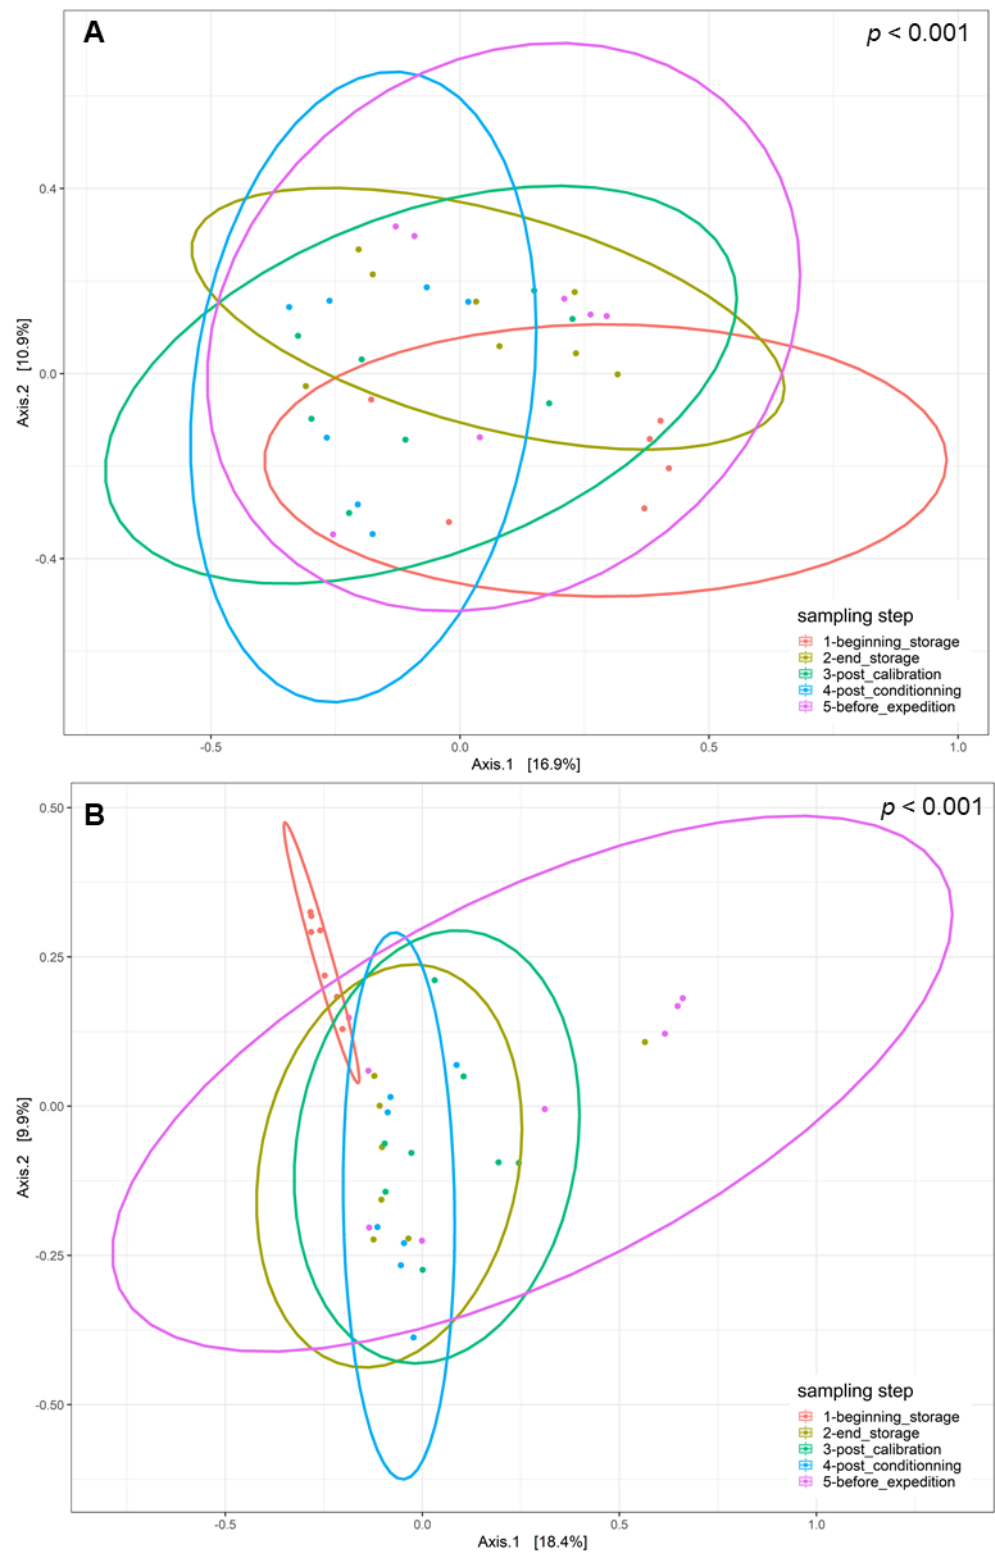 A
p < 0.001
0.4
0.0
-0.4
Axis.2 [10.9%]
sampling step
1-beginning_storage
2-end_storage
3-post_calibration
4-post_conditionning
5-before_expedition
-0.5
0.0
0.5
1.0
Axis.1 [16.9%]
B
p < 0.001
0.50
0.25
0.00
-0.25
-0.50
Axis.2 [9.9%]
sampling step
1-beginning_storage
2-end_storage
3-post_calibration
4-post_conditionning
5-before_expedition
-0.5
0.0
0.5
1.0
Axis.1 [18.4%]